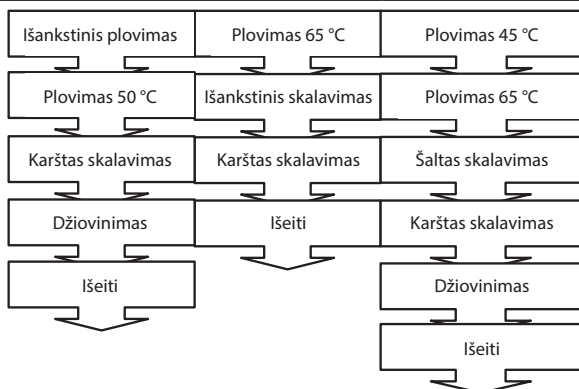 Išankstinis plovimas
Plovimas 50 °C
Karštas skalavimas
Džiovinimas
Išeiti
Plovimas 65 °C
Išankstinis skalavimas
Karštas skalavimas
Išeiti
Plovimas 45 °C
Plovimas 65 °C
Šaltas skalavimas
Karštas skalavimas
Džiovinimas
Išeiti